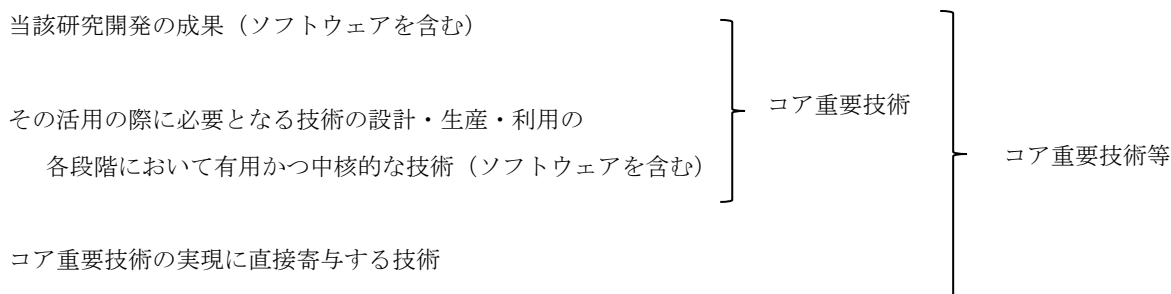 当該研究開発の成果（ソフトウェアを含む）
コア重要技術
その活用の際に必要となる技術の設計・生産・利用の
各段階において有用かつ中核的な技術（ソフトウェアを含む）
コア重要技術等
コア重要技術の実現に直接寄与する技術